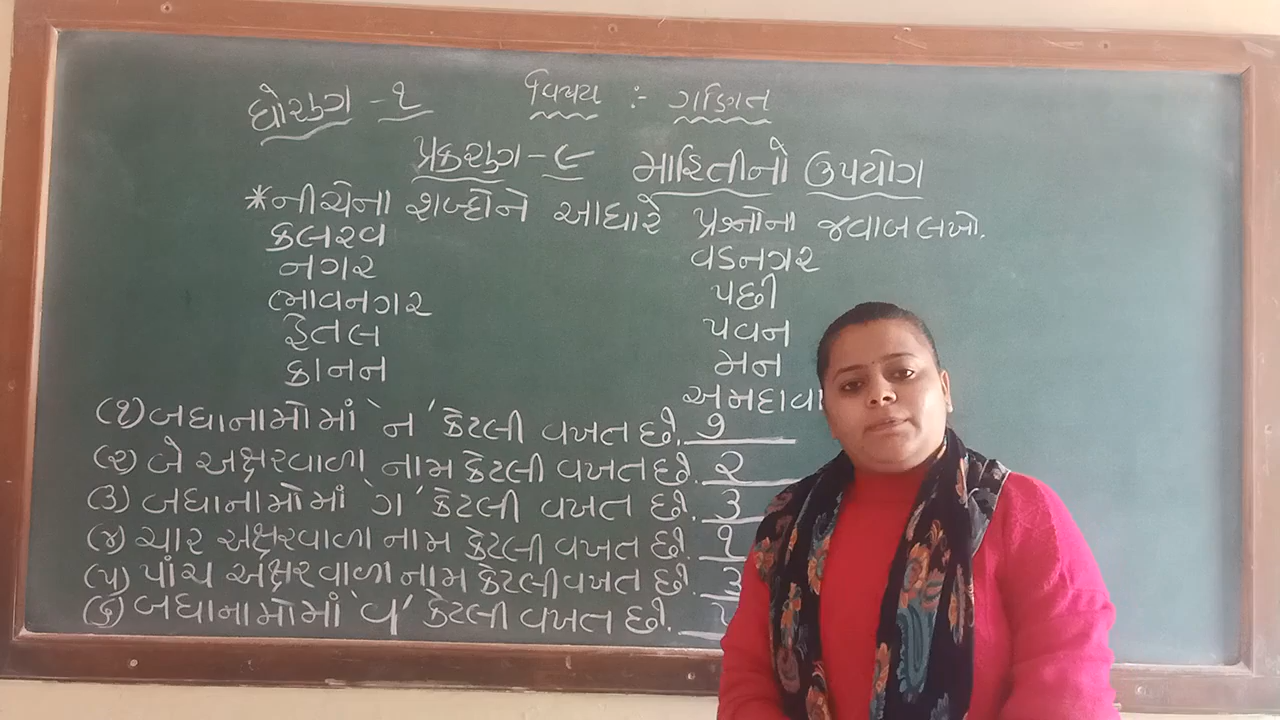 ધોરણ - ૧ વિષય :- ગણિત
પ્રકરણ - ૯ માહિતીનો ઉપયોગ
*નીચેના શબ્દોને આધારે પ્રશ્નોના જવાબ લખો.
કલરવ વડનગર
નગર પછી
ભાવનગર પવન
હેતલ મન
કાનન અમદાવા
(૧) બધાનામોમાં 'ન' કેટલી વખત છે. ૭
(૨) બે અક્ષરવાળા નામ કેટલી વખત છે. ૨
(૩) બધાનામોમાં 'ગ' કેટલી વખત છે. ૩
(૪) ચાર અક્ષરવાળા નામ કેટલી વખત છે. ૧
(૫) પાંચ અક્ષરવાળા નામ કેટલી વખત છે. ૩
(૬) બધાનામોમાં 'વ' કેટલી વખત છે.